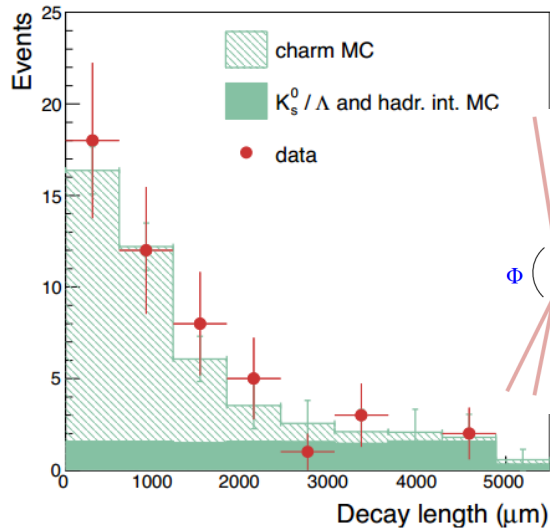 Events
25
20
15
10
5
0
charm MC
K⁰ₛ / Λ and hadr. int. MC
data
Φ
0 1000 2000 3000 4000 5000
Decay length (μm)